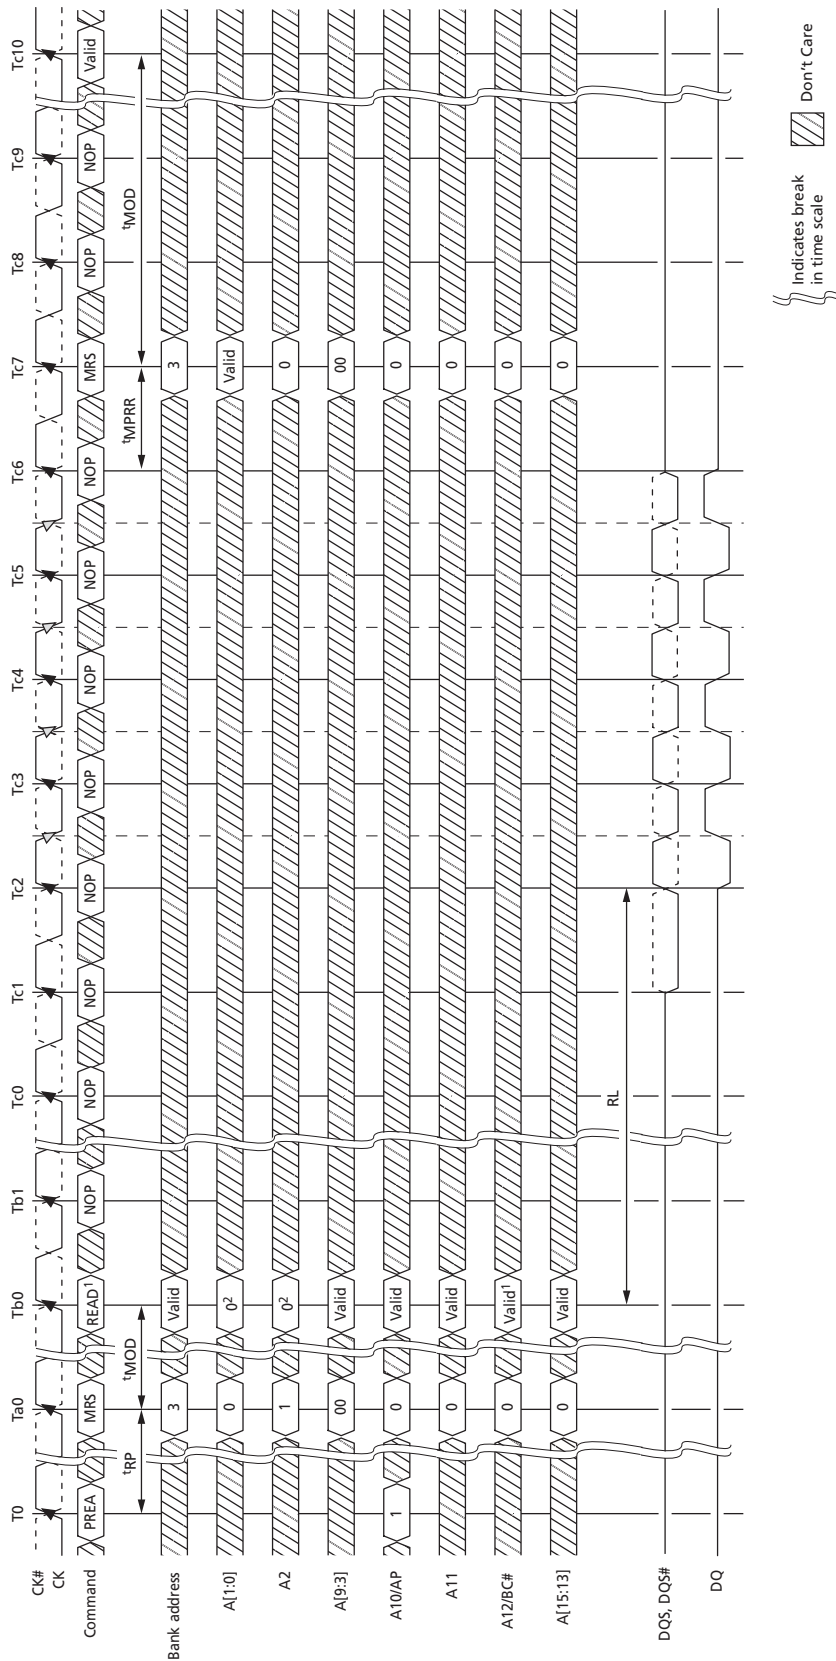 T0 Ta0 Tb0 Tb1 Tc0 Tc1 Tc2 Tc3 Tc4 Tc5 Tc6 Tc7 Tc8 Tc9 Tc10
CK#
CK
Command PREA MRS READ1 NOP NOP NOP NOP NOP NOP NOP NOP MRS NOP NOP Valid
tRP tMOD tMPRR tMOD
Bank address 3 Valid 3
A[1:0] 0 02 Valid
A2 1 02 0
A[9:3] 00 Valid 00
A10/AP 1 0 Valid 0
A11 0 Valid 0
A12/BC# 0 Valid1 0
A[15:13] 0 Valid 0
RL
DQS, DQS#
DQ
Indicates break
in time scale
Don't Care